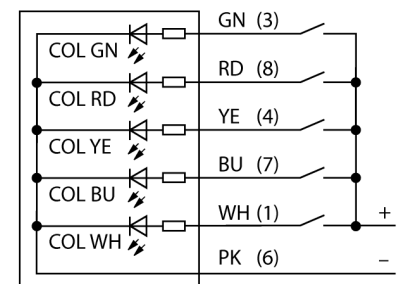 GN (3)
COL GN
RD (8)
COL RD
YE (4)
COL YE
BU (7)
COL BU
WH (1)
+
COL WH
PK (6)
–